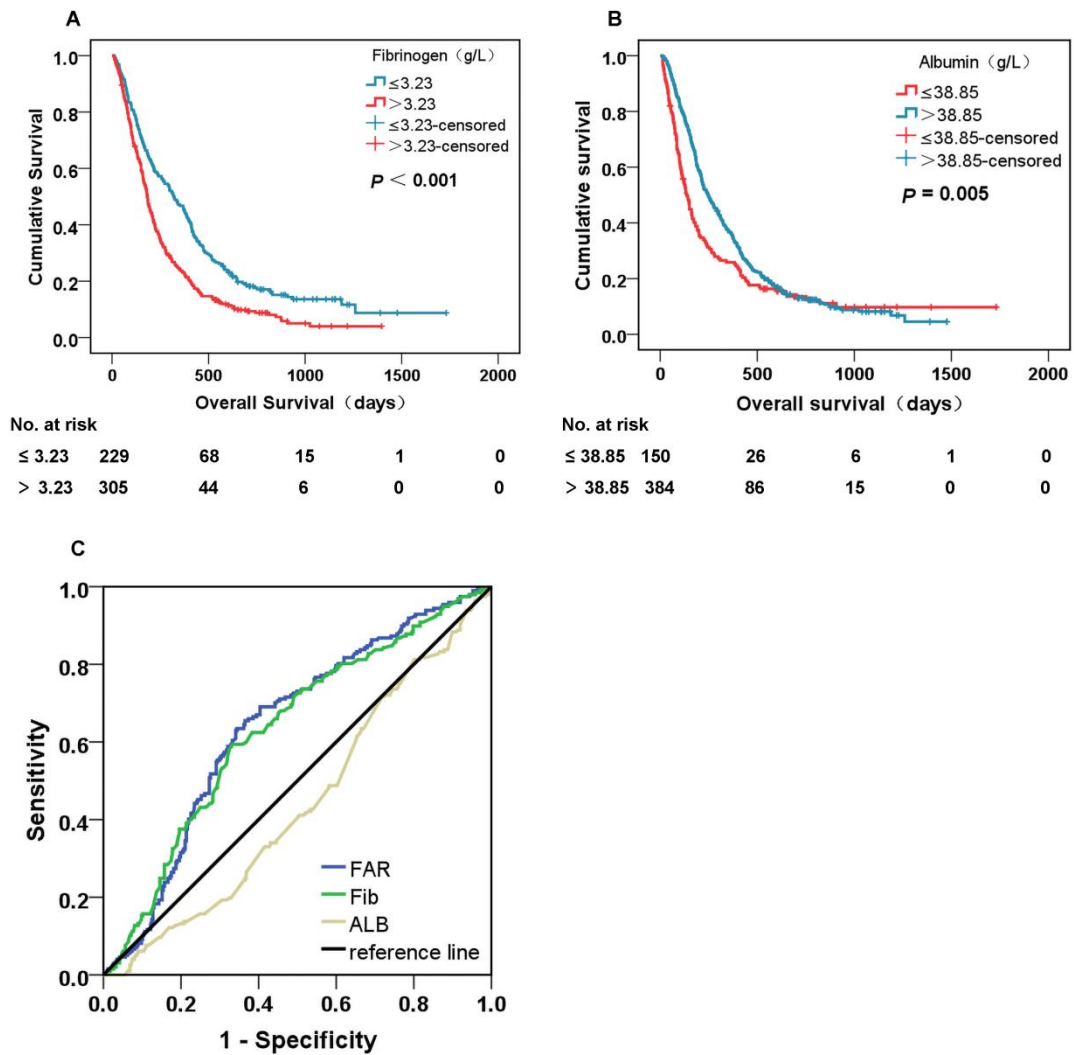 A
Fibrinogen（g/L）
≤3.23
＞3.23
≤3.23-censored
＞3.23-censored
P ＜ 0.001
Cumulative Survival
1.0
0.8
0.6
0.4
0.2
0.0
0 500 1000 1500 2000
Overall Survival（days）
No. at risk
≤ 3.23 229 68 15 1 0
＞ 3.23 305 44 6 0 0
B
Albumin（g/L）
≤38.85
＞38.85
≤38.85-censored
＞38.85-censored
P = 0.005
Cumulative Survival
1.0
0.8
0.6
0.4
0.2
0.0
0 500 1000 1500 2000
Overall survival（days）
No. at risk
≤ 38.85 150 26 6 1 0
＞ 38.85 384 86 15 0 0
C
Sensitivity
1.0
0.8
0.6
0.4
0.2
0.0
FAR
Fib
ALB
reference line
0.0 0.2 0.4 0.6 0.8 1.0
1 - Specificity